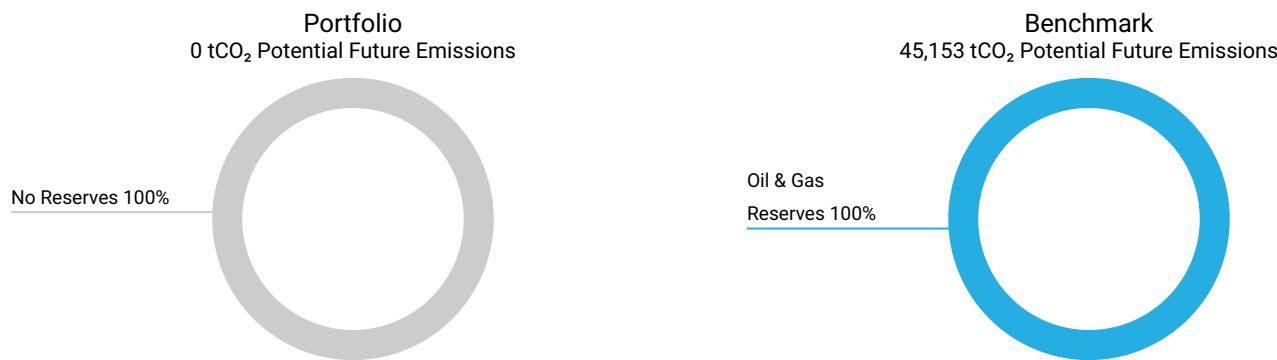 Portfolio
0 tCO₂ Potential Future Emissions
No Reserves 100%
Benchmark
45,153 tCO₂ Potential Future Emissions
Oil & Gas
Reserves 100%